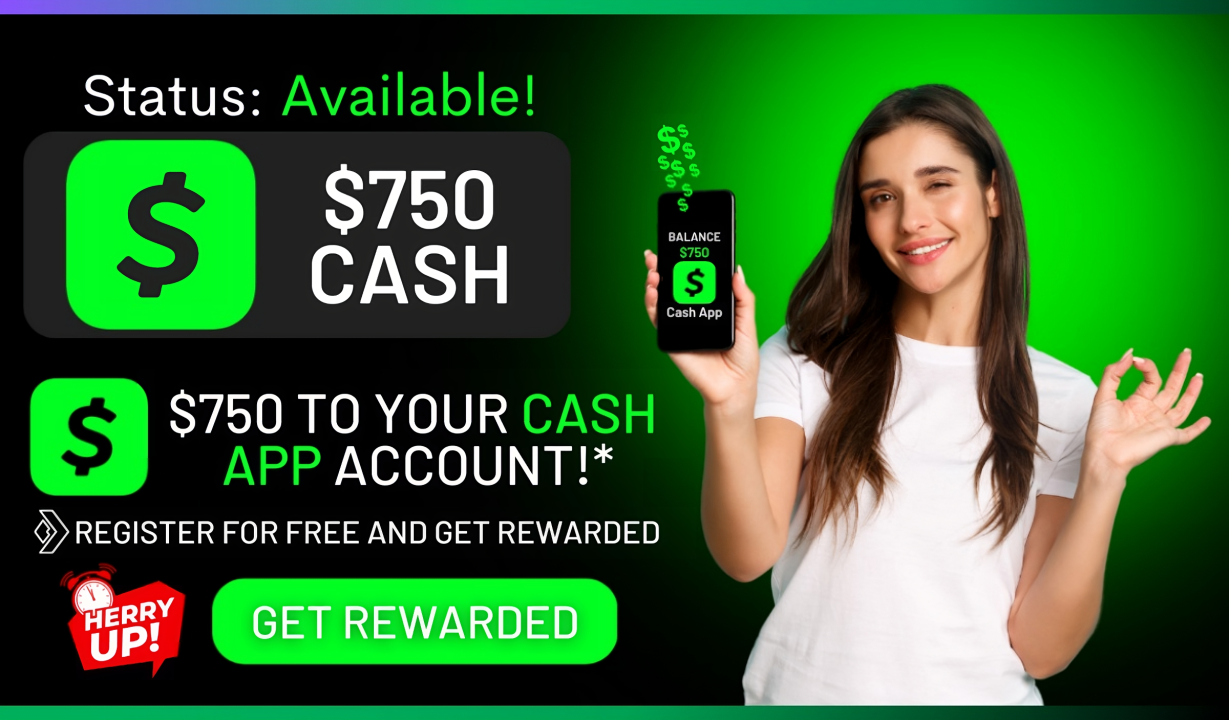 Status: Available!
$
$750
CASH
$
$750 TO YOUR CASH
APP ACCOUNT!*
REGISTER FOR FREE AND GET REWARDED
HERRY
UP!
GET REWARDED
$ $
$ $
$ $ $
$ $
$
BALANCE
$750
$
Cash App